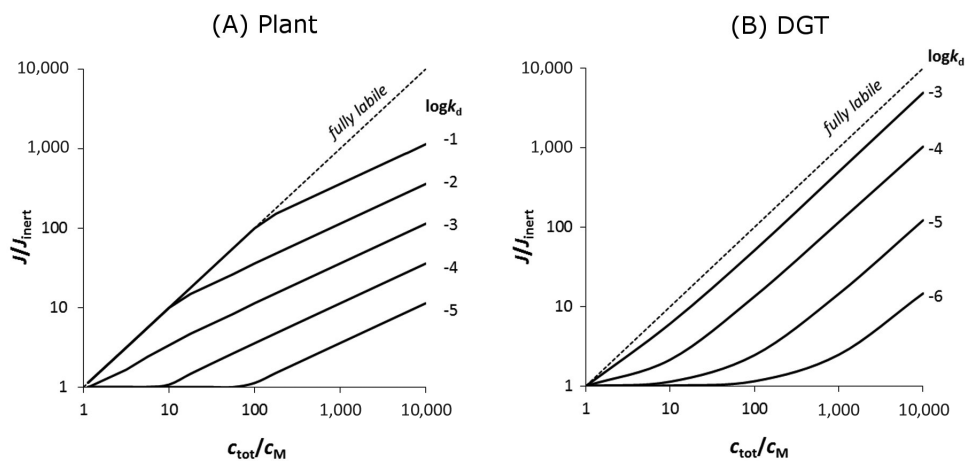 (A) Plant
10,000
1,000
100
10
1
J/Jinert
1
10
100
1,000
10,000
ctot/cM
fully labile
logkd
-1
-2
-3
-4
-5
(B) DGT
10,000
1,000
100
10
1
J/Jinert
1
10
100
1,000
10,000
ctot/cM
fully labile
logkd
-3
-4
-5
-6